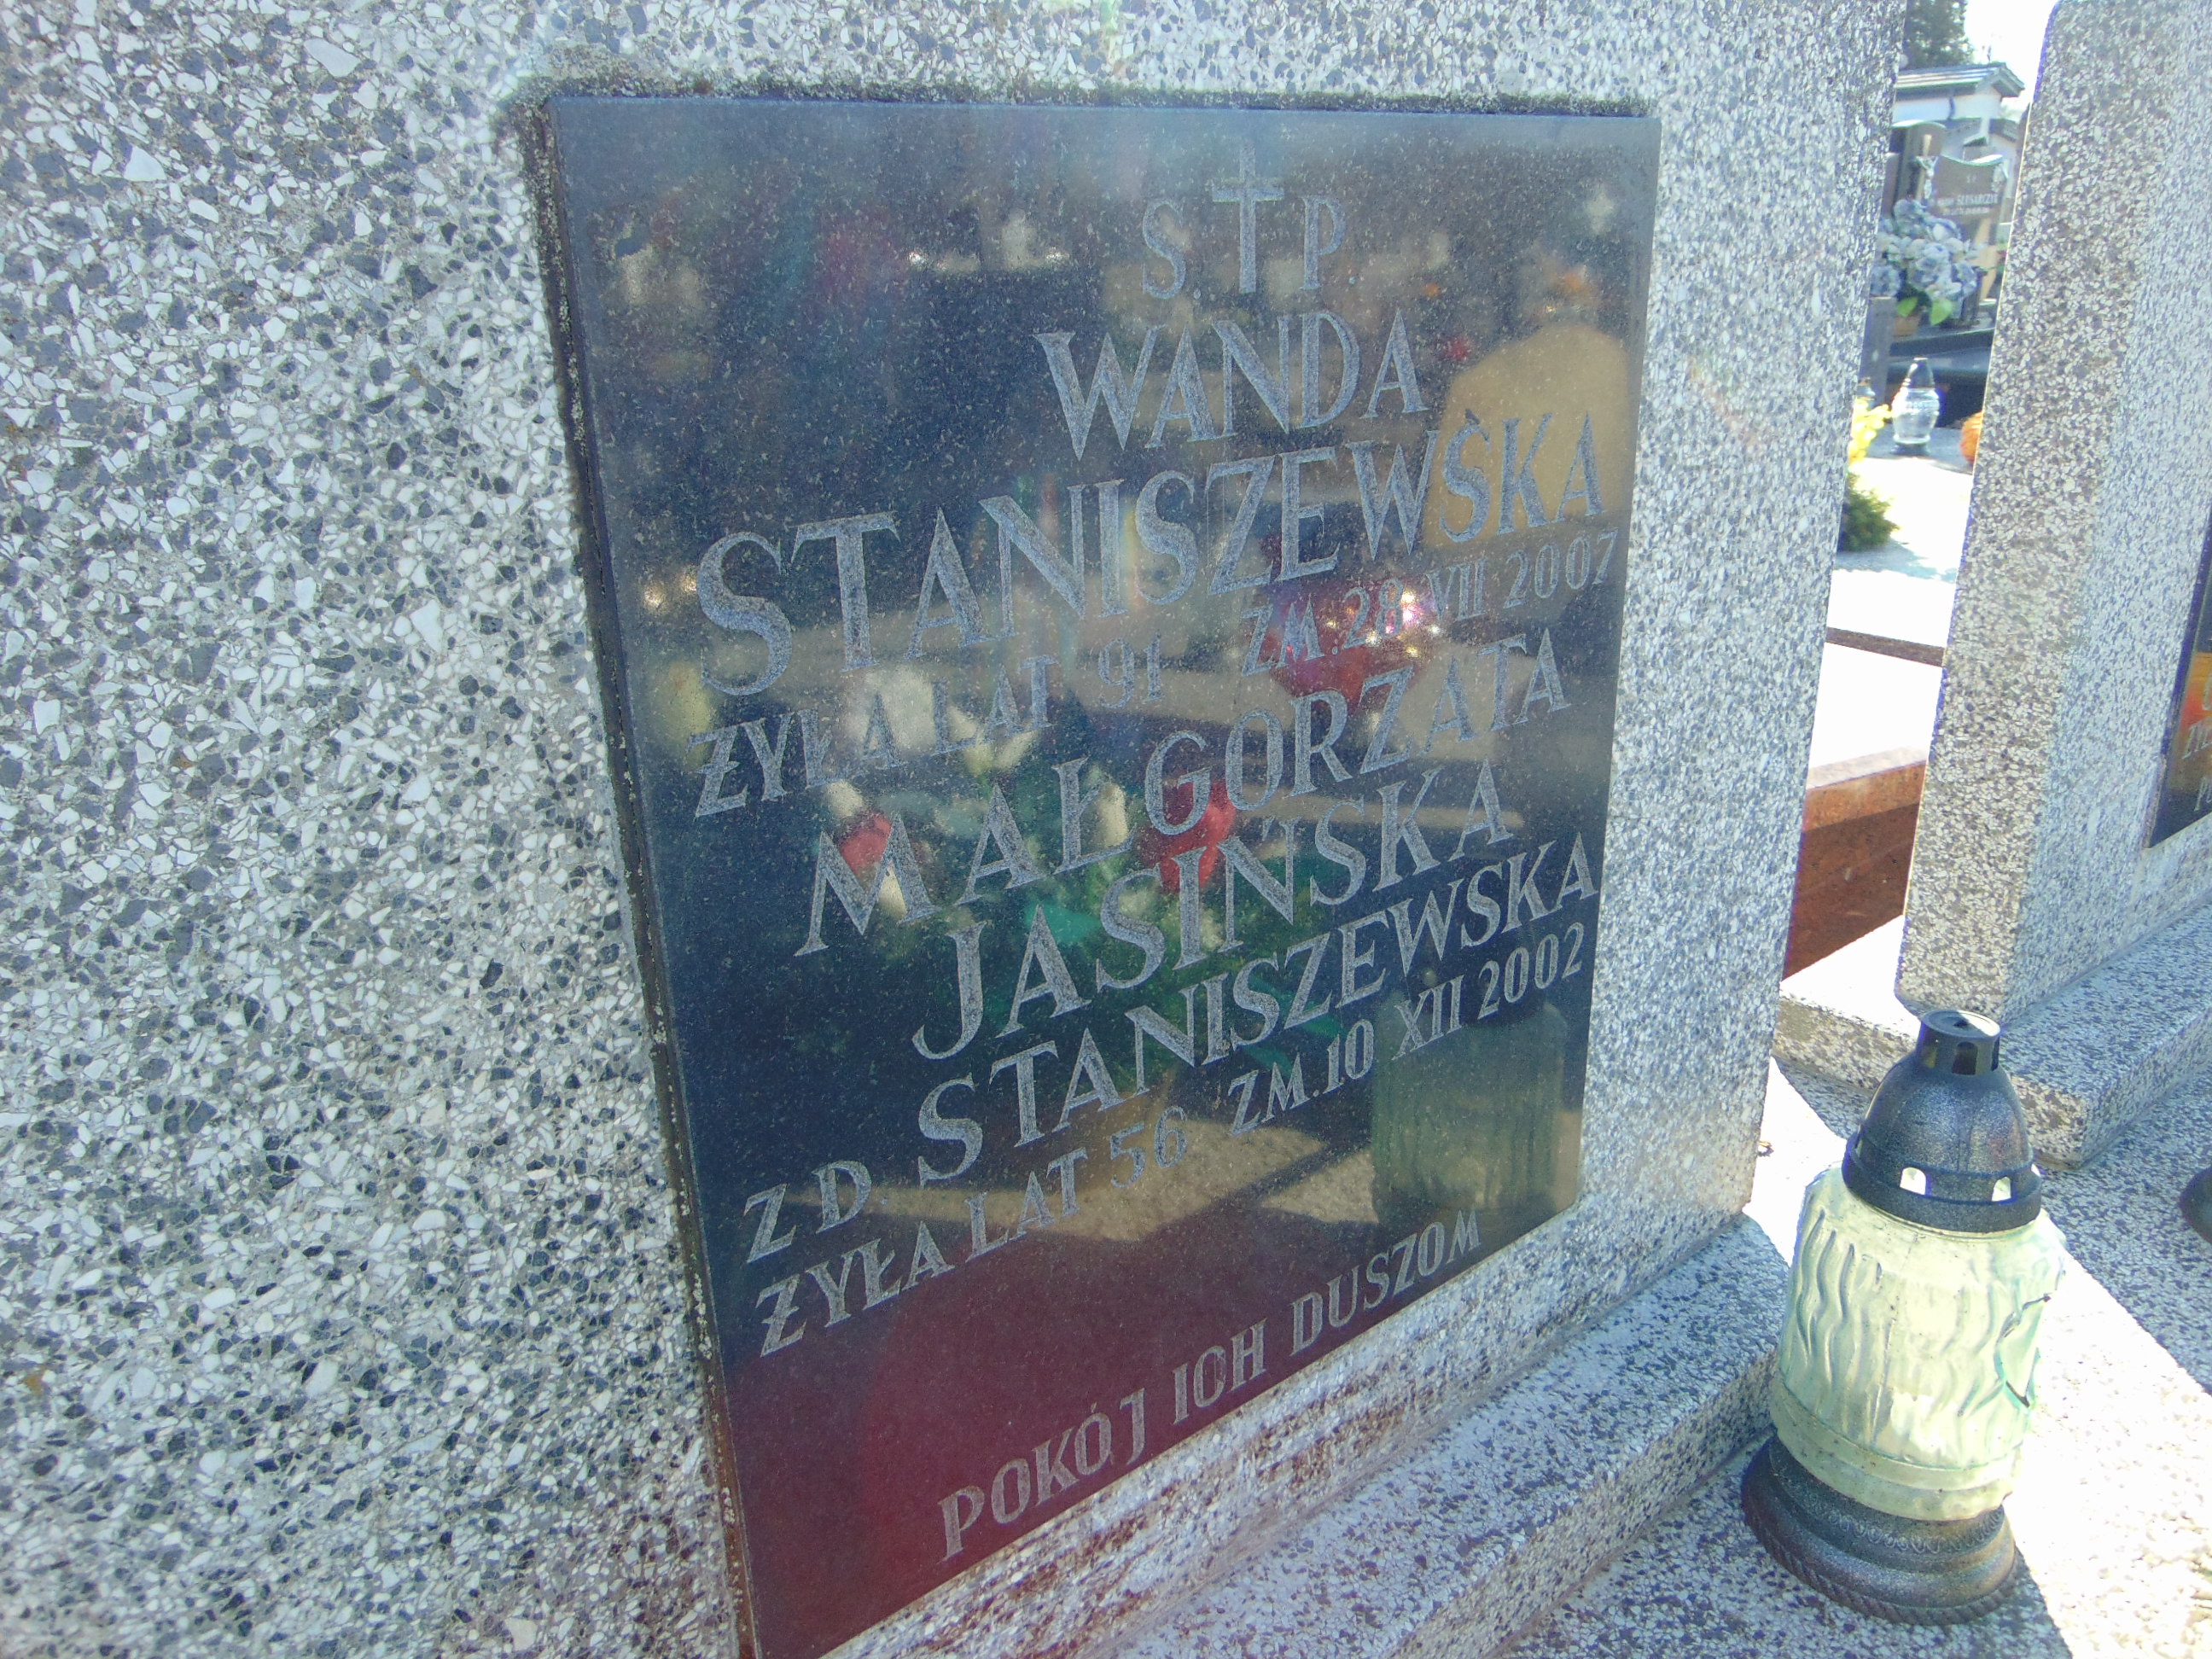 S † P
WANDA
STANISZEWSKA
ŻYŁA LAT 91 ZM. 28 VII 2007
MAŁGORZATA
JASIŃSKA
Z D. STANISZEWSKA
ŻYŁA LAT 56 ZM. 10 XII 2002
POKÓJ ICH DUSZOM